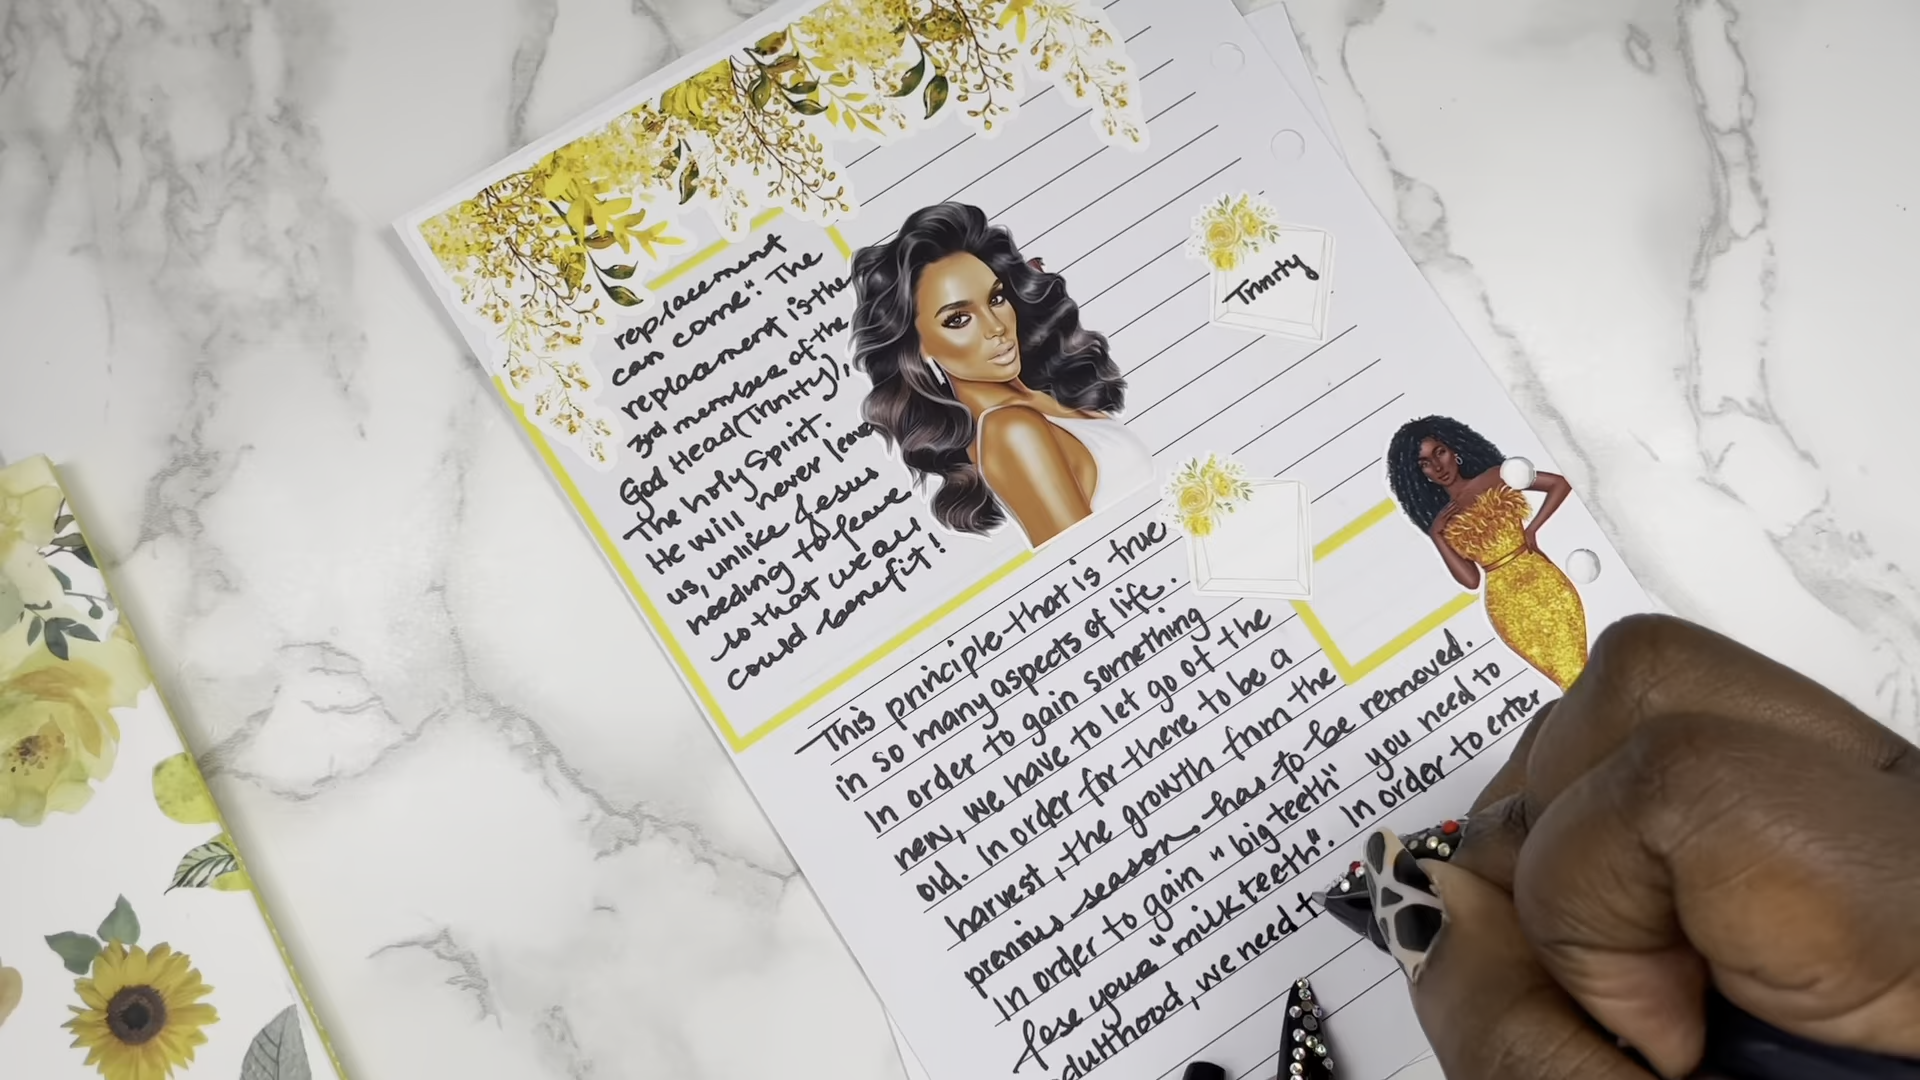 replacement
can come". The
replacement is the
3rd member of the
God Head (Trinity),
The holy Spirit.
He will never leave
us, unlike Jesus
needing to leave
so that we all
could benefit!
Trinity
This principle that is true
in so many aspects of life.
In order to gain something
new, we have to let go of the
old. In order for there to be a
harvest, the growth from the
previous season has to be removed.
In order to gain "big teeth" you need to
lose your "milk teeth". In order to enter
adulthood, we need t